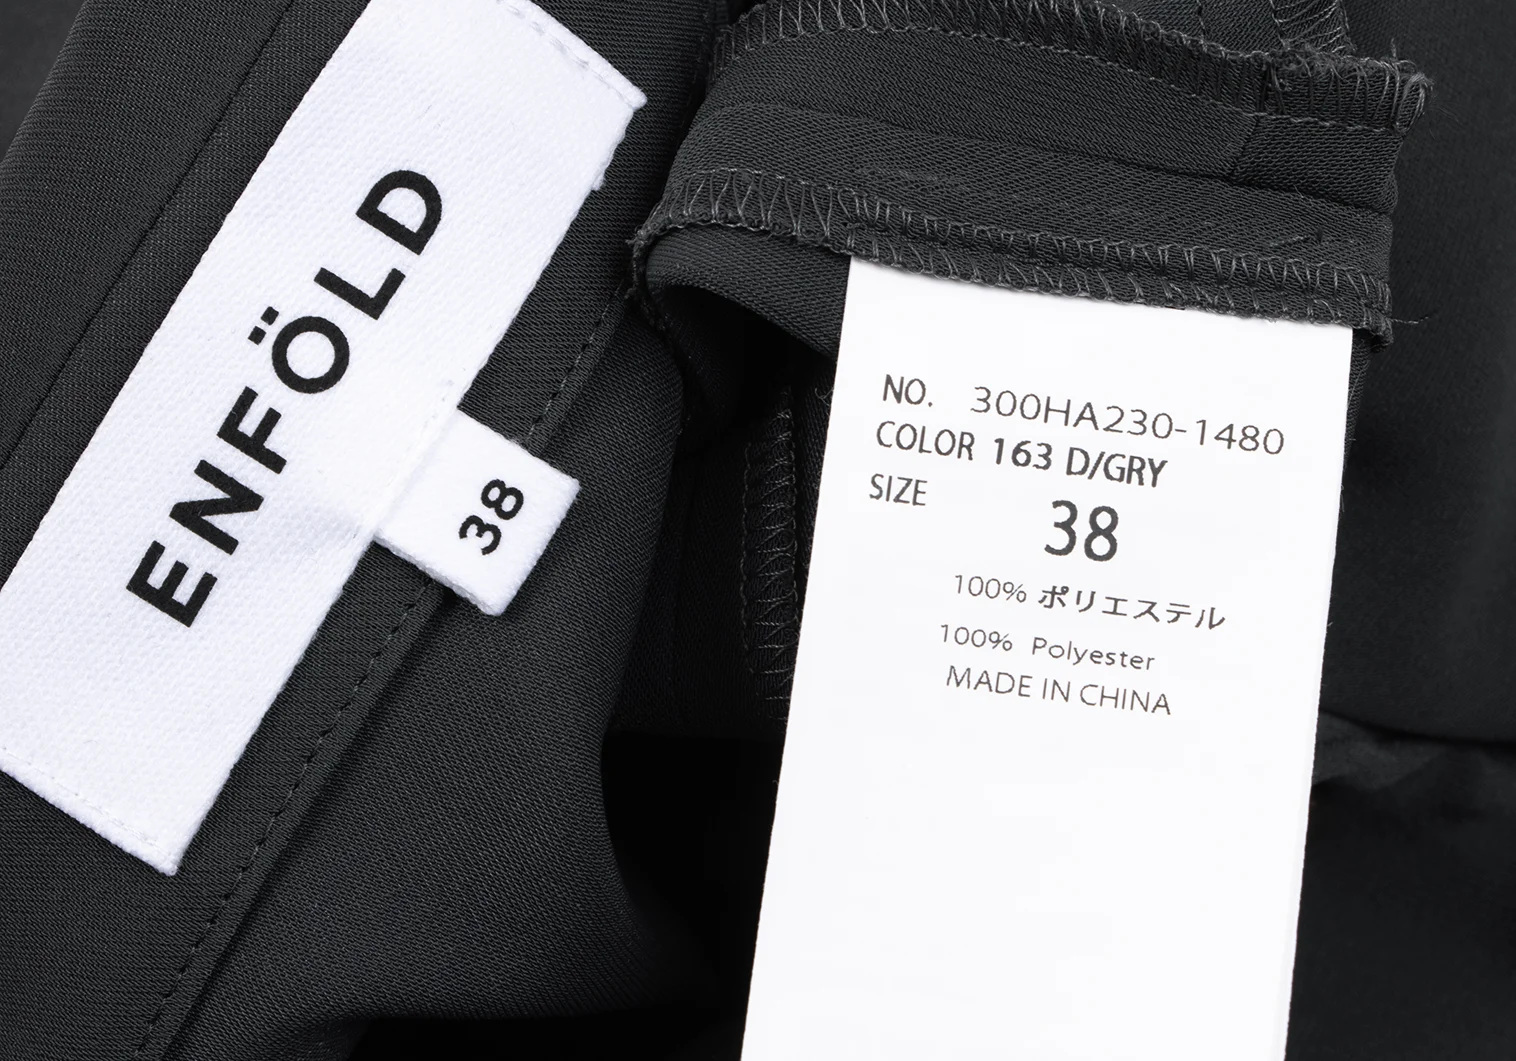 ENFÖLD
38
NO. 300HA230-1480
COLOR 163 D/GRY
SIZE 38
100% ポリエステル
100% Polyester
MADE IN CHINA